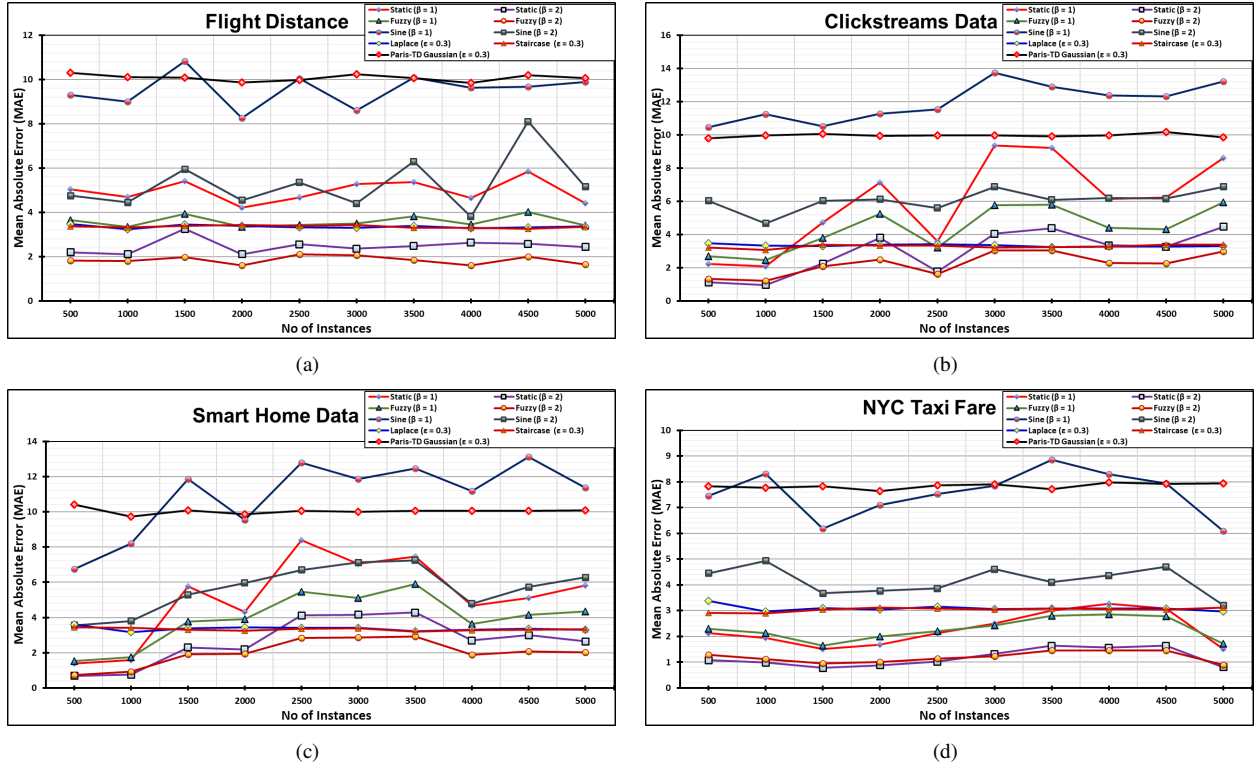 Flight Distance
Static (β = 1)
Static (β = 2)
Fuzzy (β = 1)
Fuzzy (β = 2)
Sine (β = 1)
Sine (β = 2)
Laplace (ε = 0.3)
Staircase (ε = 0.3)
Paris-TD Gaussian (ε = 0.3)
Mean Absolute Error (MAE)
12
10
8
6
4
2
0
500 1000 1500 2000 2500 3000 3500 4000 4500 5000
No of Instances
(a)
Clickstreams Data
Static (β = 1)
Static (β = 2)
Fuzzy (β = 1)
Fuzzy (β = 2)
Sine (β = 1)
Sine (β = 2)
Laplace (ε = 0.3)
Staircase (ε = 0.3)
Paris-TD Gaussian (ε = 0.3)
Mean Absolute Error (MAE)
16
14
12
10
8
6
4
2
0
500 1000 1500 2000 2500 3000 3500 4000 4500 5000
No of Instances
(b)
Smart Home Data
Static (β = 1)
Static (β = 2)
Fuzzy (β = 1)
Fuzzy (β = 2)
Sine (β = 1)
Sine (β = 2)
Laplace (ε = 0.3)
Staircase (ε = 0.3)
Paris-TD Gaussian (ε = 0.3)
Mean Absolute Error (MAE)
14
12
10
8
6
4
2
0
500 1000 1500 2000 2500 3000 3500 4000 4500 5000
No of Instances
(c)
NYC Taxi Fare
Static (β = 1)
Static (β = 2)
Fuzzy (β = 1)
Fuzzy (β = 2)
Sine (β = 1)
Sine (β = 2)
Laplace (ε = 0.3)
Staircase (ε = 0.3)
Paris-TD Gaussian (ε = 0.3)
Mean Absolute Error (MAE)
10
9
8
7
6
5
4
3
2
1
0
500 1000 1500 2000 2500 3000 3500 4000 4500 5000
No of Instances
(d)